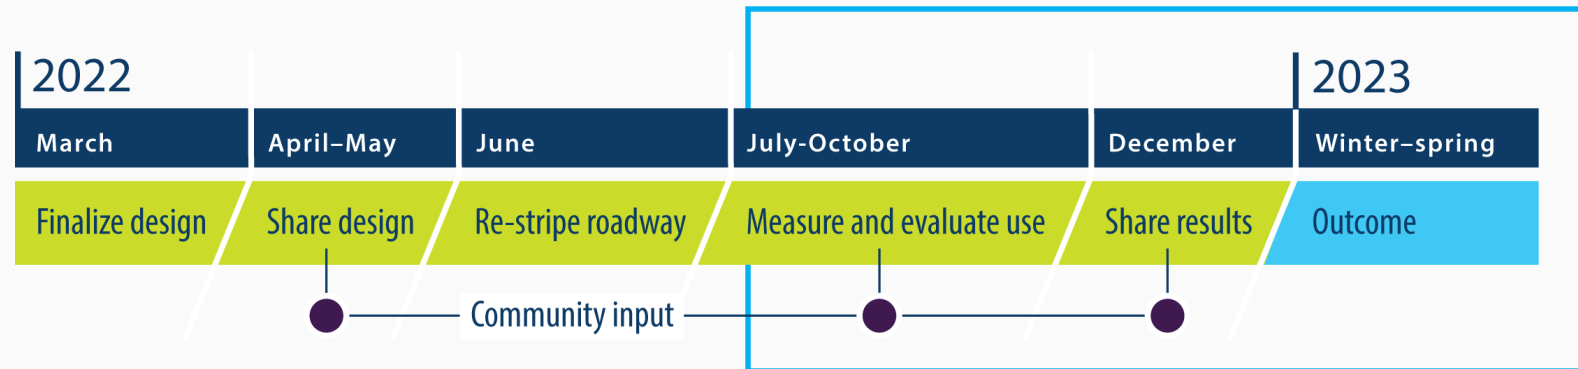 2022
2023
March
April–May
June
July-October
December
Winter–spring
Finalize design
Share design
Re-stripe roadway
Measure and evaluate use
Share results
Outcome
Community input